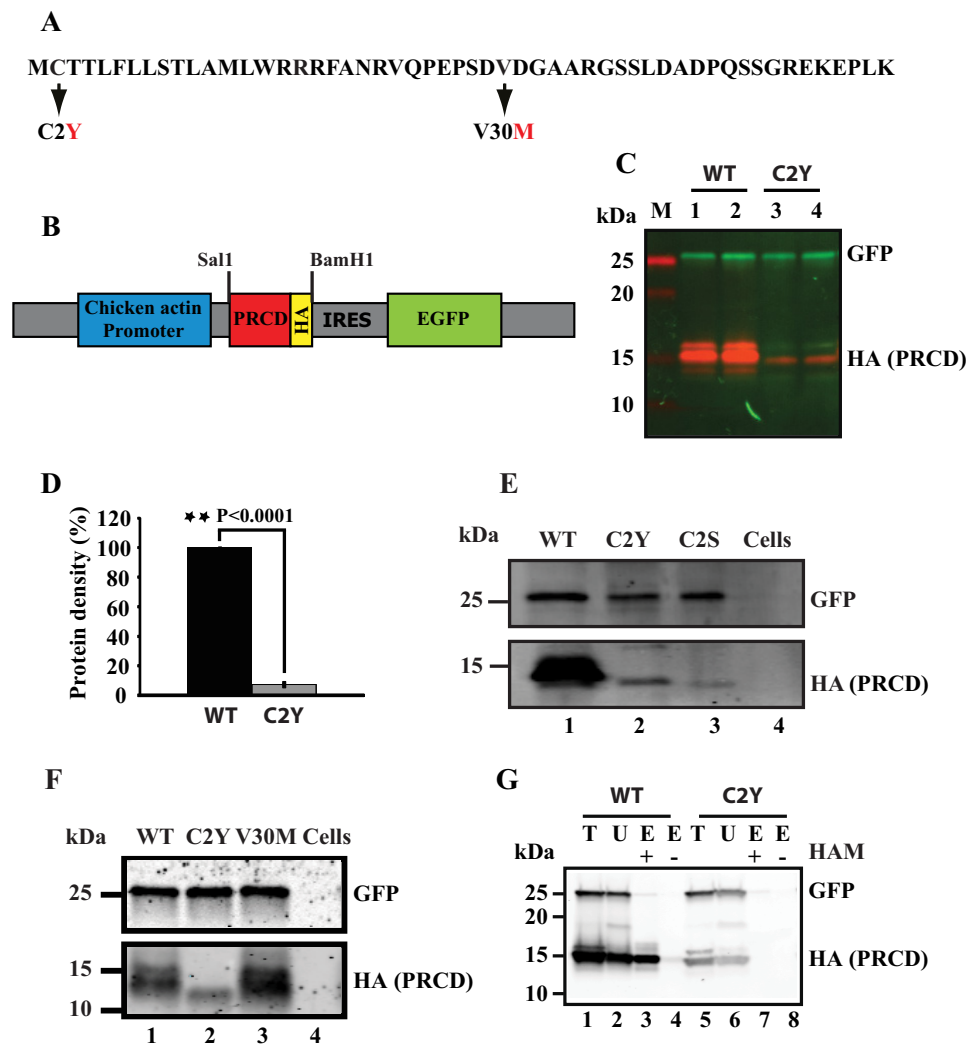 A
MCTTLFLLSTLAMLWRRRFANRVQPEPSDVDGAARGSSLDADPQSSGREKEPLK
C2Y
V30M
B
Sal1
BamH1
Chicken actin
Promoter
PRCD
HA
IRES
EGFP
C
WT
C2Y
kDa
M
1
2
3
4
25
20
15
10
GFP
HA (PRCD)
D
★★ P<0.0001
Protein density (%)
120
100
80
60
40
20
0
WT
C2Y
E
kDa
WT
C2Y
C2S
Cells
25
GFP
15
HA (PRCD)
1
2
3
4
F
kDa
WT
C2Y
V30M
Cells
25
GFP
15
10
HA (PRCD)
1
2
3
4
G
WT
C2Y
T
U
E
E
T
U
E
E
+
-
+
-
HAM
kDa
25
20
15
10
GFP
HA (PRCD)
1
2
3
4
5
6
7
8